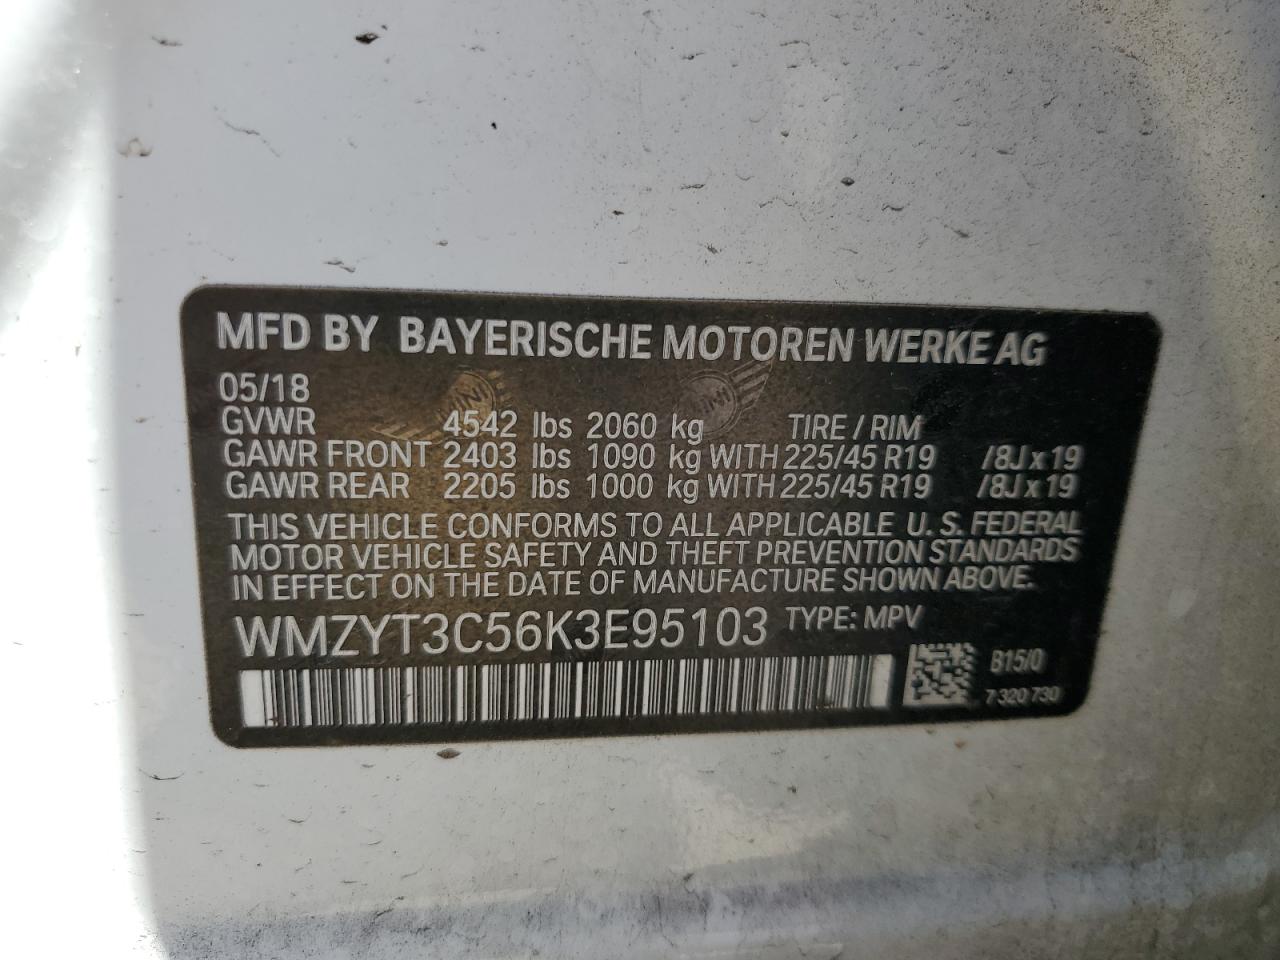 MFD BY BAYERISCHE MOTOREN WERKE AG
05/18
GVWR 4542 lbs 2060 kg TIRE / RIM
GAWR FRONT 2403 lbs 1090 kg WITH 225/45 R19 /8J x 19
GAWR REAR 2205 lbs 1000 kg WITH 225/45 R19 /8J x 19
THIS VEHICLE CONFORMS TO ALL APPLICABLE U. S. FEDERAL
MOTOR VEHICLE SAFETY AND THEFT PREVENTION STANDARDS
IN EFFECT ON THE DATE OF MANUFACTURE SHOWN ABOVE.
WMZYT3C56K3E95103 TYPE: MPV
B15/0
7 320 730
MINI
MINI